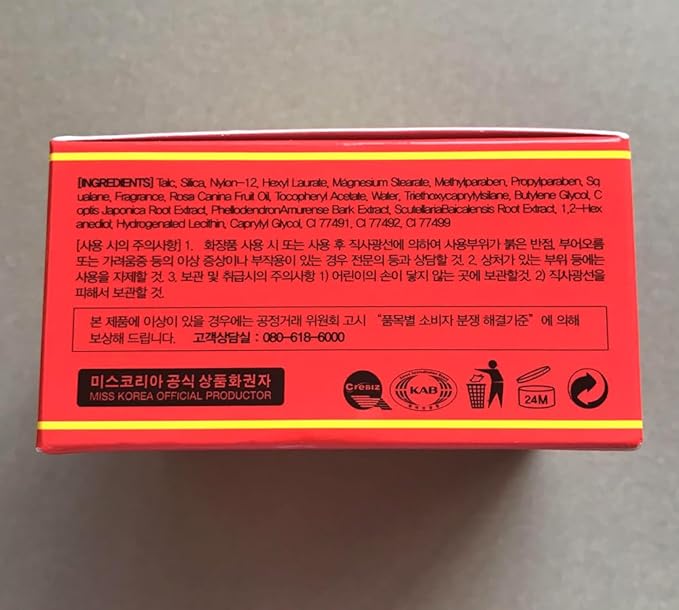 [INGREDIENTS] Talc, Silica, Nylon-12, Hexyl Laurate, Magnesium Stearate, Methylparaben, Propylparaben, Sq
ualane, Fragrance, Rosa Canina Fruit Oil, Tocopheryl Acetate, Water, Triethoxycaprylylsilane, Butylene Glycol, C
optis Japonica Root Extract, PhellodendronAmurense Bark Extract, ScutellariaBaicalensis Root Extract, 1,2-Hex
anediol, Hydrogenated Lecithin, Caprylyl Glycol, CI 77491, CI 77492, CI 77499
[사용 시의 주의사항] 1. 화장품 사용 시 또는 사용 후 직사광선에 의하여 사용부위가 붉은 반점, 부어오름
또는 가려움증 등의 이상 증상이나 부작용이 있는 경우 전문의 등과 상담할 것. 2. 상처가 있는 부위 등에는
사용을 자제할 것. 3. 보관 및 취급시의 주의사항 1) 어린이의 손이 닿지 않는 곳에 보관할것. 2) 직사광선을
피해서 보관할 것.
본 제품에 이상이 있을 경우에는 공정거래 위원회 고시 "품목별 소비자 분쟁 해결기준"에 의해
보상해 드립니다. 고객상담실 : 080-618-6000
미스코리아 공식 상품화권자
MISS KOREA OFFICIAL PRODUCTOR
CreBiz
KAB
24M